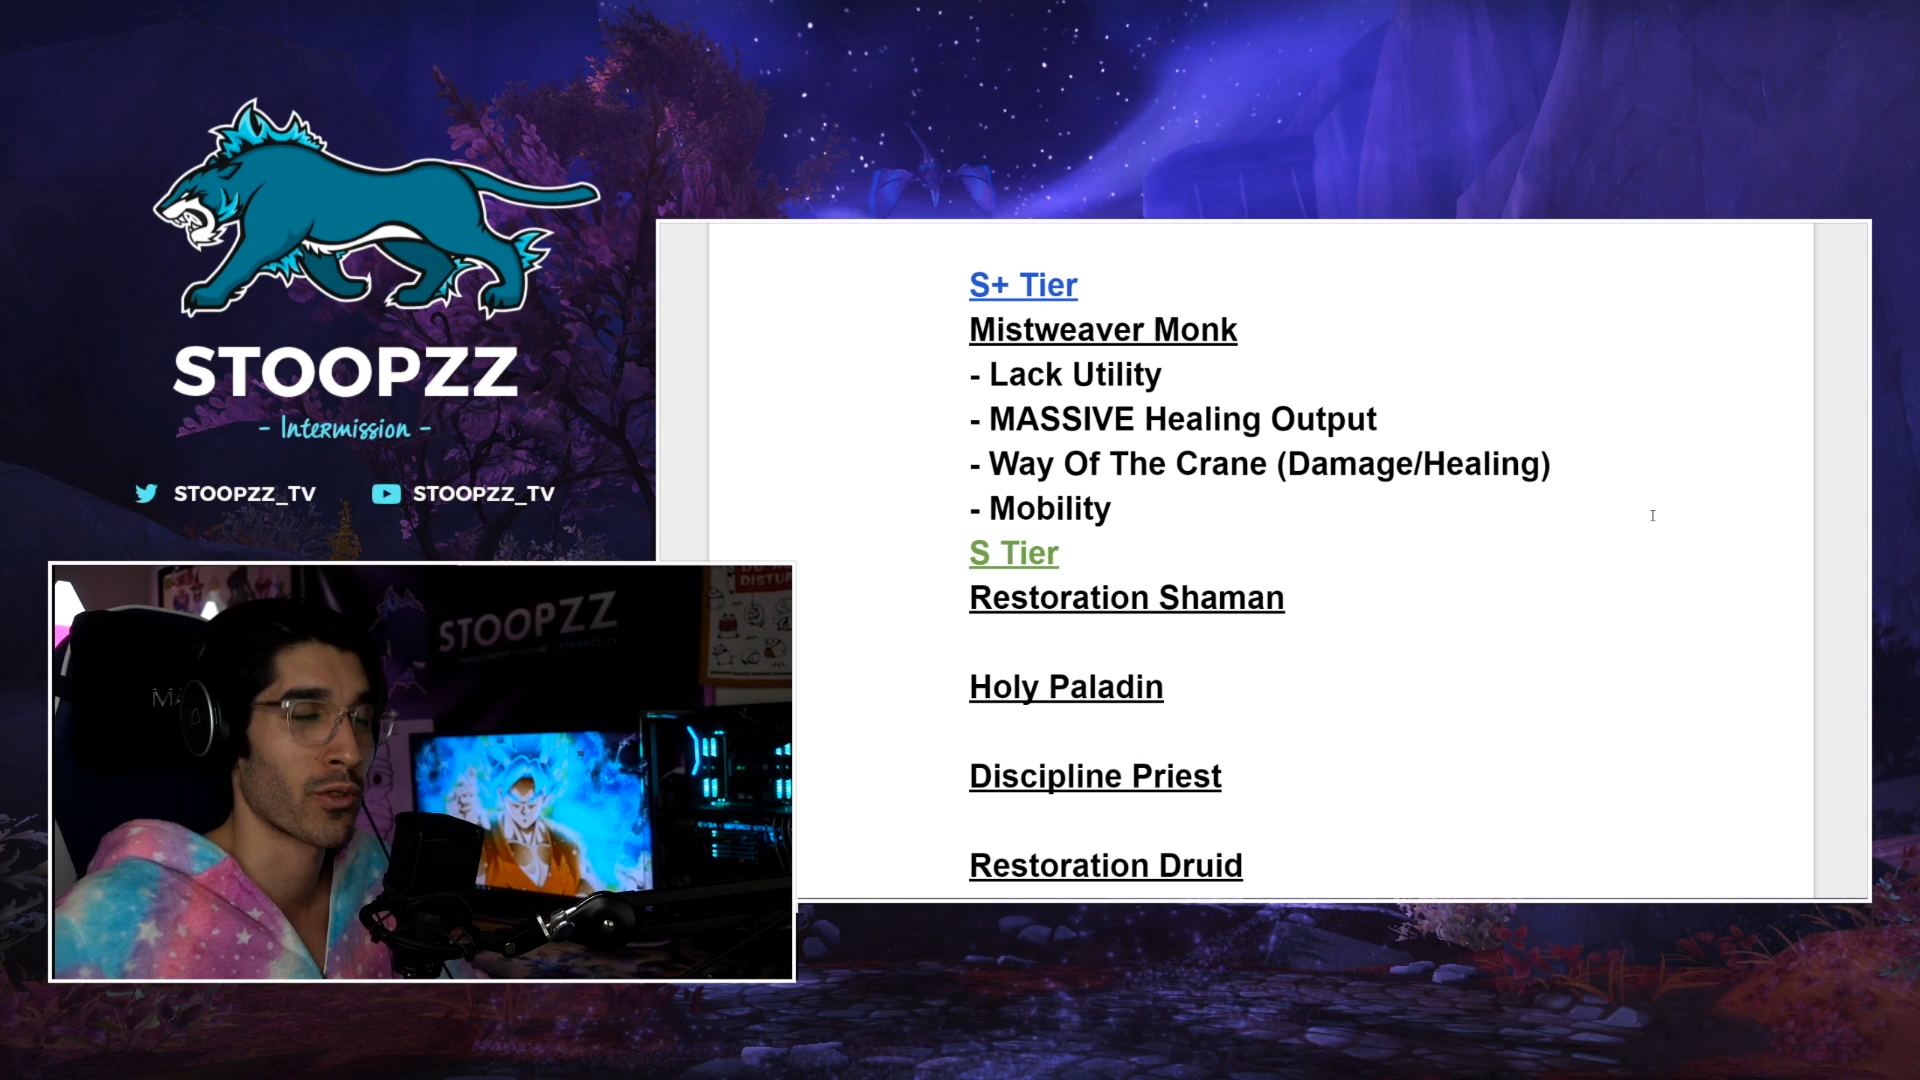 STOOPZZ
- Intermission -
STOOPZZ_TV
STOOPZZ_TV
S+ Tier
Mistweaver Monk
- Lack Utility
- MASSIVE Healing Output
- Way Of The Crane (Damage/Healing)
- Mobility
S Tier
Restoration Shaman
Holy Paladin
Discipline Priest
Restoration Druid
STOOPZZ
DISTURB